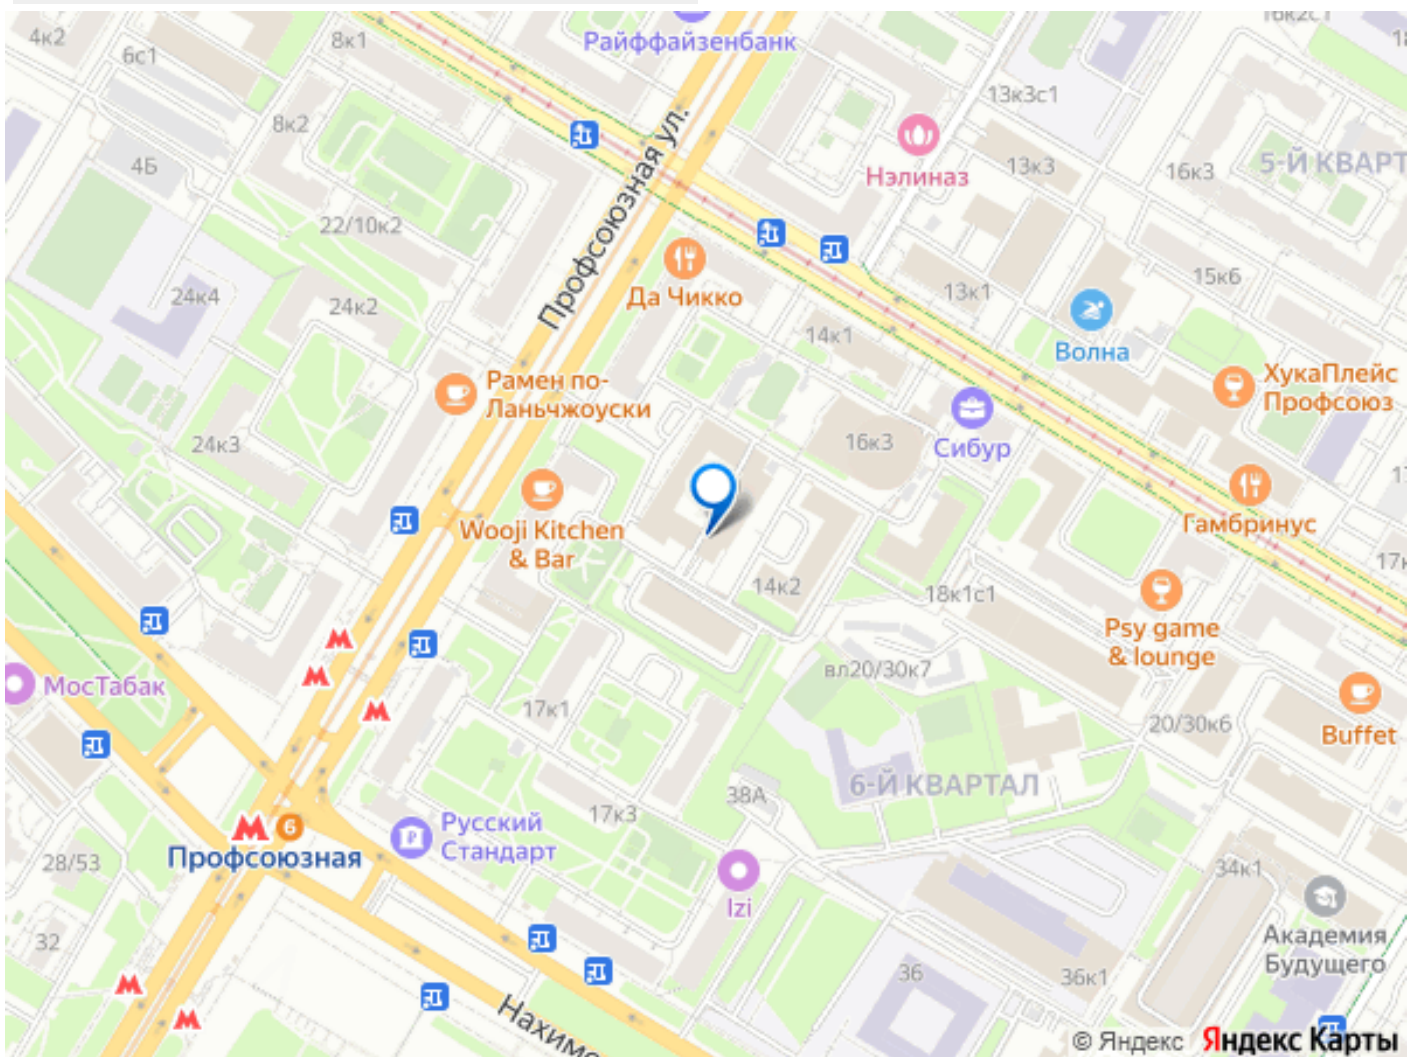 4к2
6с1
8к1
Райффайзенбанк
16к2с1
8к2
4Б
Профсоюзная ул.
13к3с1
Нэлиназ
13к3
16к3
5-Й КВАРТ
22/10к2
24к4
24к2
Да Чикко
13к1
15к6
14к1
Волна
Рамен по-
Ланьчжоуски
ХукаПлейс
Профсоюз
24к3
16к3
Сибур
Wooji Kitchen
& Bar
Гамбринус
14к2
18к1с1
Psy game
& lounge
МосТабак
17к1
вл20/30к7
20/30к6
Buffet
6-Й КВАРТАЛ
38А
17к3
Русский
Стандарт
6
Профсоюзная
28/53
34к1
Izi
32
Академия
Будущего
36
36к1
Нахимо
© Яндекс Яндекс Карты